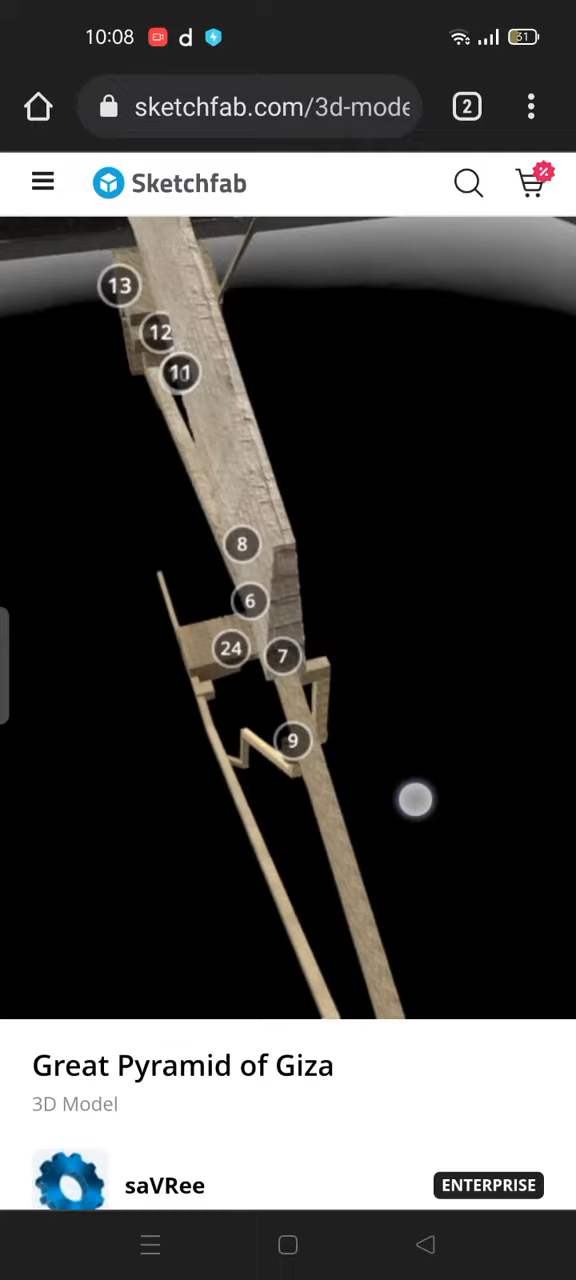 10:08
31
sketchfab.com/3d-mode
2
Sketchfab
13
12
11
8
6
24
7
9
Great Pyramid of Giza
3D Model
saVRee
ENTERPRISE